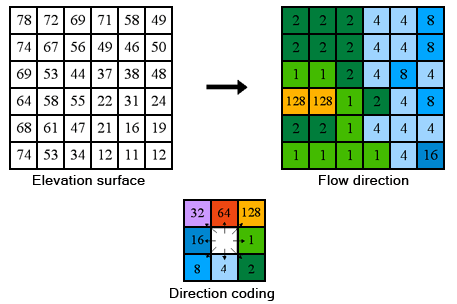 78 72 69 71 58 49 2 2 2 4 4 8
74 67 56 49 46 50 2 2 2 4 4 8
69 53 44 37 38 48 1 1 2 4 8 4
64 58 55 22 31 24 128 128 1 2 4 8
68 61 47 21 16 19 2 2 1 4 4 4
74 53 34 12 11 12 1 1 1 1 4 16
Elevation surface Flow direction
32 64 128
16 1
8 4 2
Direction coding